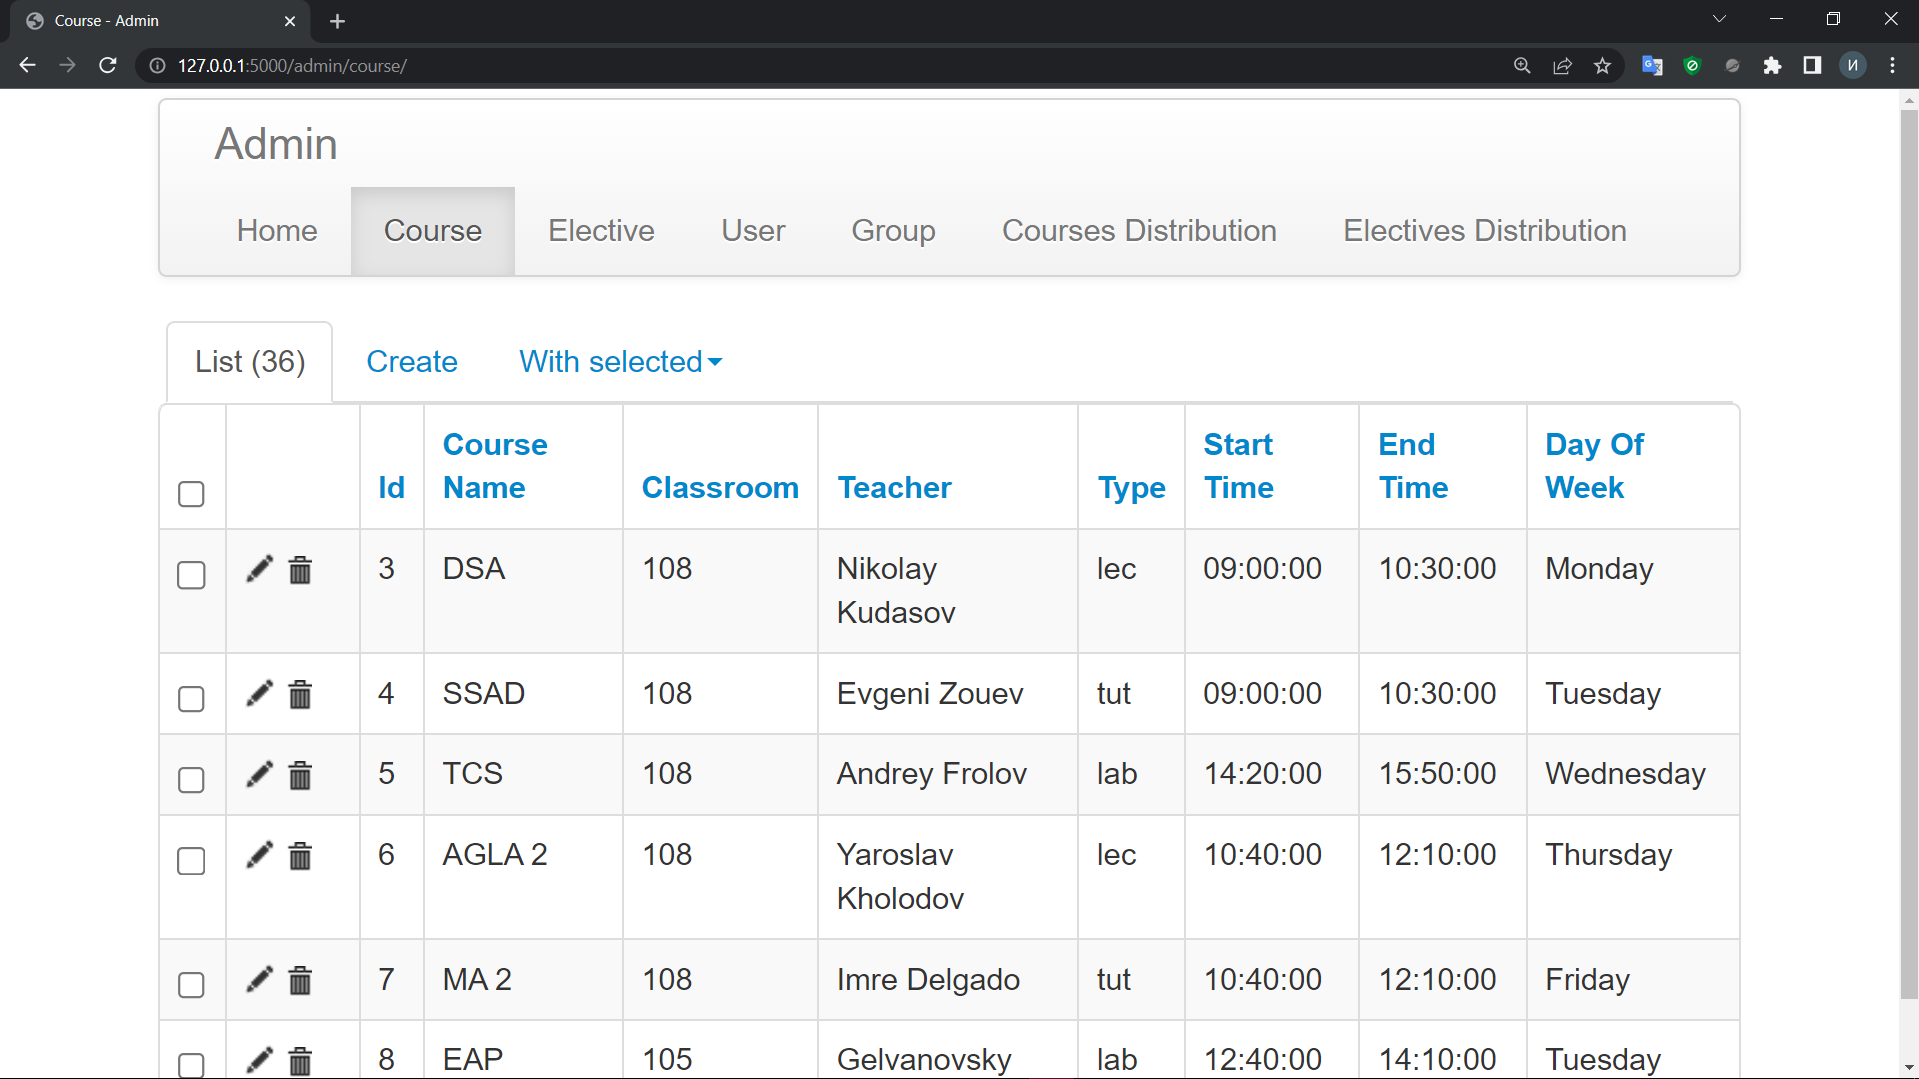 Course - Admin
127.0.0.1:5000/admin/course/
И
Admin
Home Course Elective User Group Courses Distribution Electives Distribution
List (36) Create With selected
Id Course Name Classroom Teacher Type Start Time End Time Day Of Week
3 DSA 108 Nikolay Kudasov lec 09:00:00 10:30:00 Monday
4 SSAD 108 Evgeni Zouev tut 09:00:00 10:30:00 Tuesday
5 TCS 108 Andrey Frolov lab 14:20:00 15:50:00 Wednesday
6 AGLA 2 108 Yaroslav Kholodov lec 10:40:00 12:10:00 Thursday
7 MA 2 108 Imre Delgado tut 10:40:00 12:10:00 Friday
8 EAP 105 Gelvanovsky lab 12:40:00 14:10:00 Tuesday